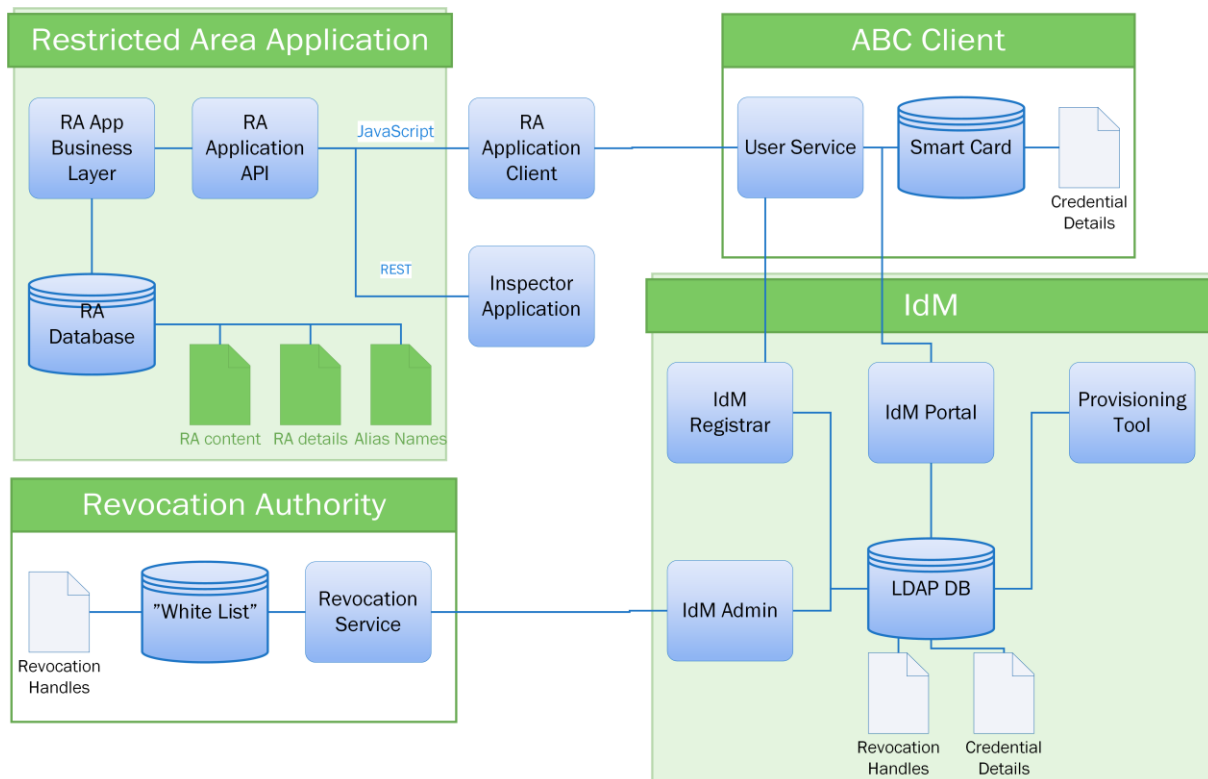 Restricted Area Application
RA App
Business
Layer
RA
Application
API
JavaScript
REST
RA
Database
RA content
RA details
Alias Names
RA
Application
Client
Inspector
Application
ABC Client
User Service
Smart Card
Credential
Details
IdM
IdM
Registrar
IdM Portal
Provisioning
Tool
IdM Admin
LDAP DB
Revocation
Handles
Credential
Details
Revocation Authority
Revocation
Handles
"White List"
Revocation
Service